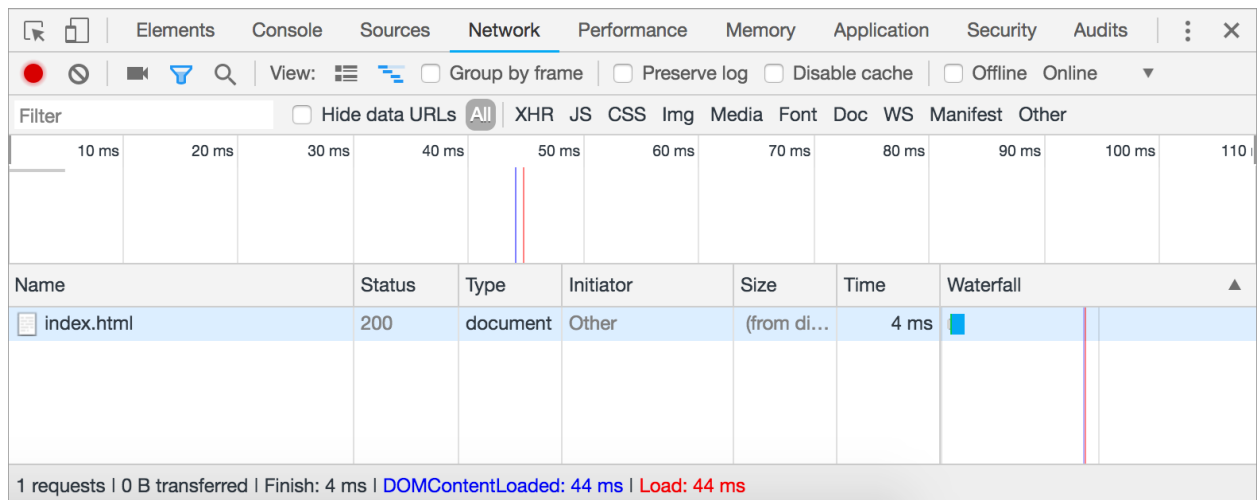 Elements Console Sources Network Performance Memory Application Security Audits
View: Group by frame Preserve log Disable cache Offline Online
Filter Hide data URLs All XHR JS CSS Img Media Font Doc WS Manifest Other
10 ms 20 ms 30 ms 40 ms 50 ms 60 ms 70 ms 80 ms 90 ms 100 ms 110
Name Status Type Initiator Size Time Waterfall
index.html 200 document Other (from di... 4 ms
1 requests | 0 B transferred | Finish: 4 ms | DOMContentLoaded: 44 ms | Load: 44 ms